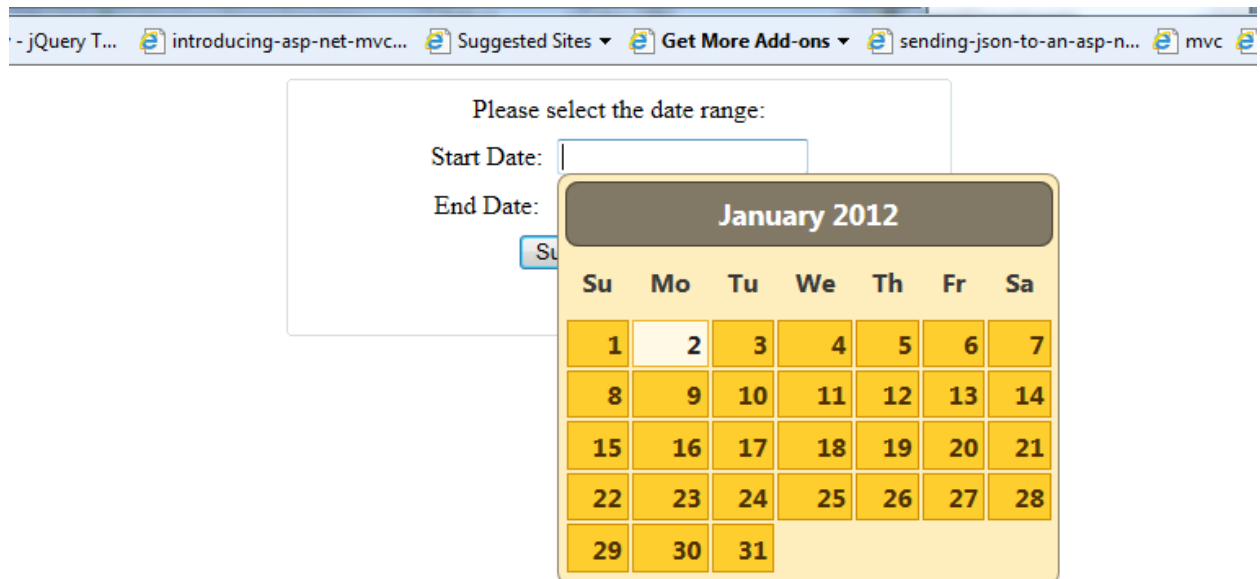 - jQuery T... introducing-asp-net-mvc... Suggested Sites ▾ Get More Add-ons ▾ sending-json-to-an-asp-n... mvc
Please select the date range:
Start Date:
End Date:
Su
January 2012
Su Mo Tu We Th Fr Sa
1 2 3 4 5 6 7
8 9 10 11 12 13 14
15 16 17 18 19 20 21
22 23 24 25 26 27 28
29 30 31